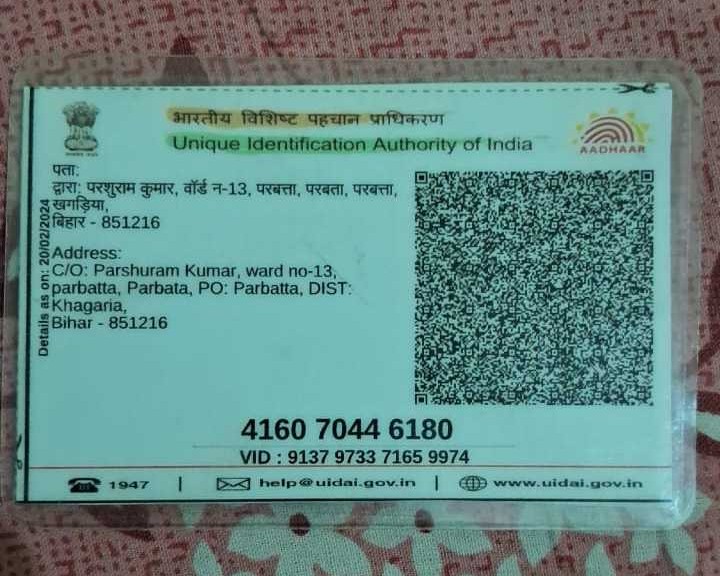 भारतीय विशिष्ट पहचान प्राधिकरण
Unique Identification Authority of India
AADHAAR
पता:
द्वारा: परशुराम कुमार, वॉर्ड न-13, परबत्ता, परबता, परबत्ता,
खगड़िया,
बिहार - 851216
Address:
C/O: Parshuram Kumar, ward no-13,
parbatta, Parbata, PO: Parbatta, DIST:
Khagaria,
Bihar - 851216
Details as on: 20/02/2024
4160 7044 6180
VID : 9137 9733 7165 9974
1947 | help@uidai.gov.in | www.uidai.gov.in